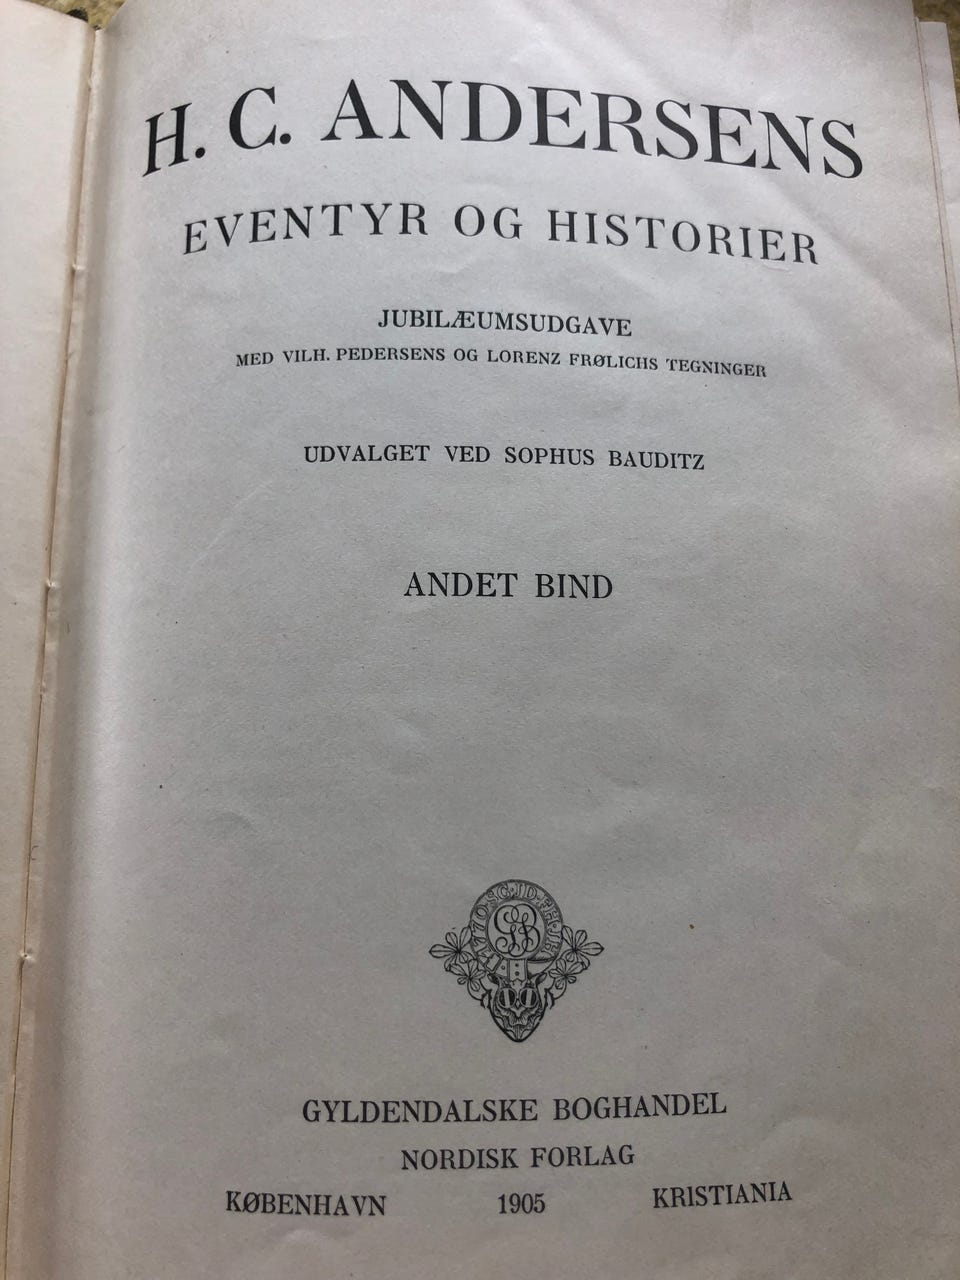 H. C. ANDERSENS
EVENTYR OG HISTORIER
JUBILÆUMSUDGAVE
MED VILH. PEDERSENS OG LORENZ FRØLICHS TEGNINGER
UDVALGET VED SOPHUS BAUDITZ
ANDET BIND
GYLDENDALSKE BOGHANDEL
NORDISK FORLAG
KØBENHAVN 1905 KRISTIANIA